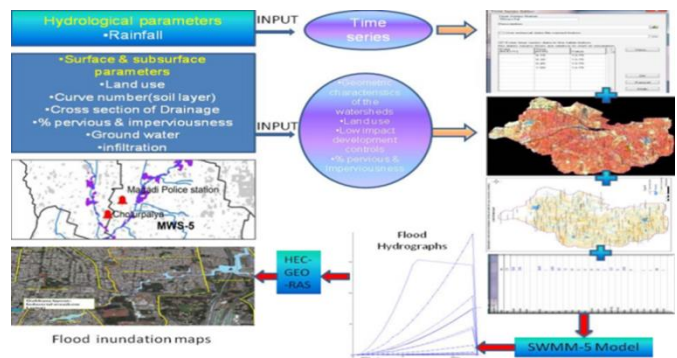 Hydrological parameters
•Rainfall
INPUT
Time
series
•Surface & subsurface
parameters
•Land use
•Curve number(soil layer)
•Cross section of Drainage
•% pervious & imperviousness
•Ground water
•infiltration
INPUT
•Geometric
characteristics
of the
watersheds
•Land use
•Low impact
development
controls
•% pervious &
Imperviousness
Magadi Police station
Cholurpalya
MWS-5
Flood
Hydrographs
HEC-
GEO
-RAS
Flood inundation maps
SWMM-5 Model